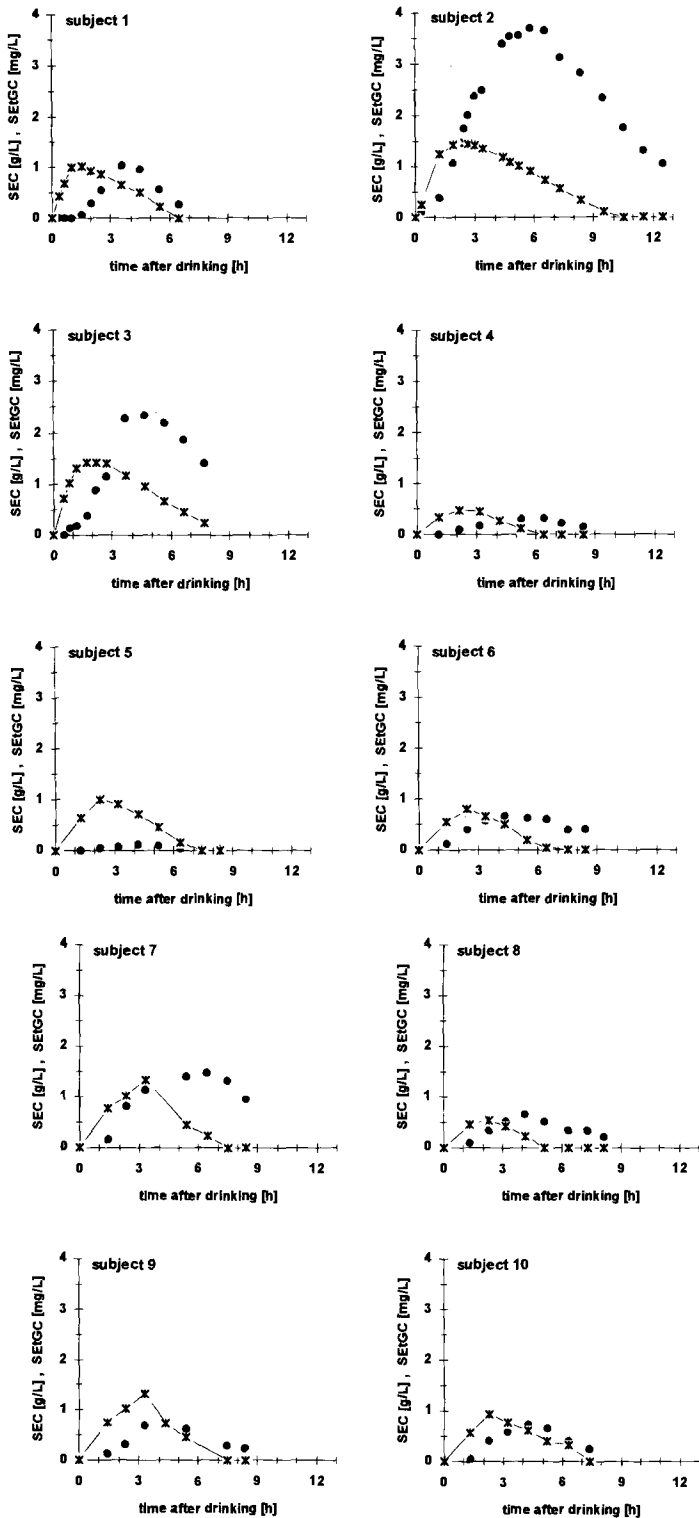 subject 1
SEC [g/L] , SEtGC [mg/L]
4
3
2
1
0
0 3 6 9 12
time after drinking [h]
subject 2
SEC [g/L] , SEtGC [mg/L]
4
3
2
1
0
0 3 6 9 12
time after drinking [h]
subject 3
SEC [g/L] , SEtGC [mg/L]
4
3
2
1
0
0 3 6 9 12
time after drinking [h]
subject 4
SEC [g/L] , SEtGC [mg/L]
4
3
2
1
0
0 3 6 9 12
time after drinking [h]
subject 5
SEC [g/L] , SEtGC [mg/L]
4
3
2
1
0
0 3 6 9 12
time after drinking [h]
subject 6
SEC [g/L] , SEtGC [mg/L]
4
3
2
1
0
0 3 6 9 12
time after drinking [h]
subject 7
SEC [g/L] , SEtGC [mg/L]
4
3
2
1
0
0 3 6 9 12
time after drinking [h]
subject 8
SEC [g/L] , SEtGC [mg/L]
4
3
2
1
0
0 3 6 9 12
time after drinking [h]
subject 9
SEC [g/L] , SEtGC [mg/L]
4
3
2
1
0
0 3 6 9 12
time after drinking [h]
subject 10
SEC [g/L] , SEtGC [mg/L]
4
3
2
1
0
0 3 6 9 12
time after drinking [h]